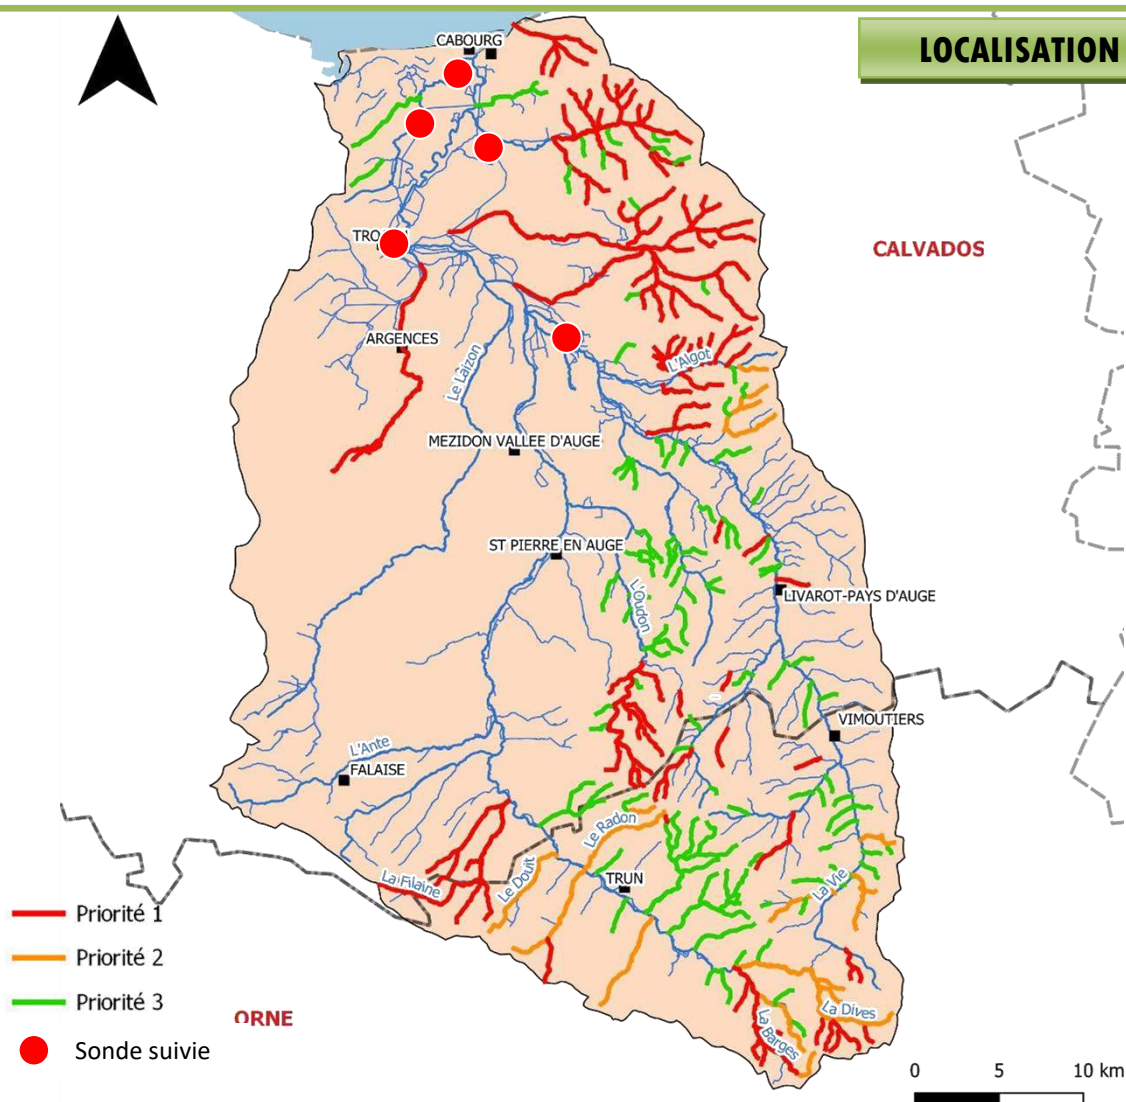 LOCALISATION
CABOURG
CALVADOS
ARGENCES
Le Laizon
L'Algot
MEZIDON VALLEE D'AUGE
ST PIERRE EN AUGE
L'Oudon
LIVAROT-PAYS D'AUGE
VIMOUTIERS
L'Ante
FALAISE
Le Radon
Le Douit
La Filaine
TRUN
La Vie
La Dives
La Barges
Priorité 1
Priorité 2
Priorité 3
ORNE
Sonde suivie
0 5 10 km